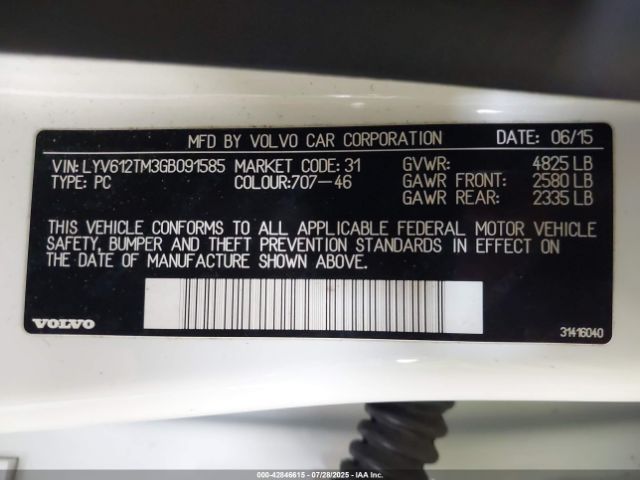 MFD BY VOLVO CAR CORPORATION DATE: 06/15
VIN: LYV612TM3GB091585 MARKET CODE: 31 GVWR: 4825 LB
TYPE: PC COLOUR:707-46 GAWR FRONT: 2580 LB
GAWR REAR: 2335 LB
THIS VEHICLE CONFORMS TO ALL APPLICABLE FEDERAL MOTOR VEHICLE
SAFETY, BUMPER AND THEFT PREVENTION STANDARDS IN EFFECT ON
THE DATE OF MANUFACTURE SHOWN ABOVE.
VOLVO 31416040
000-42846615 - 07/28/2025 - IAAI.CA